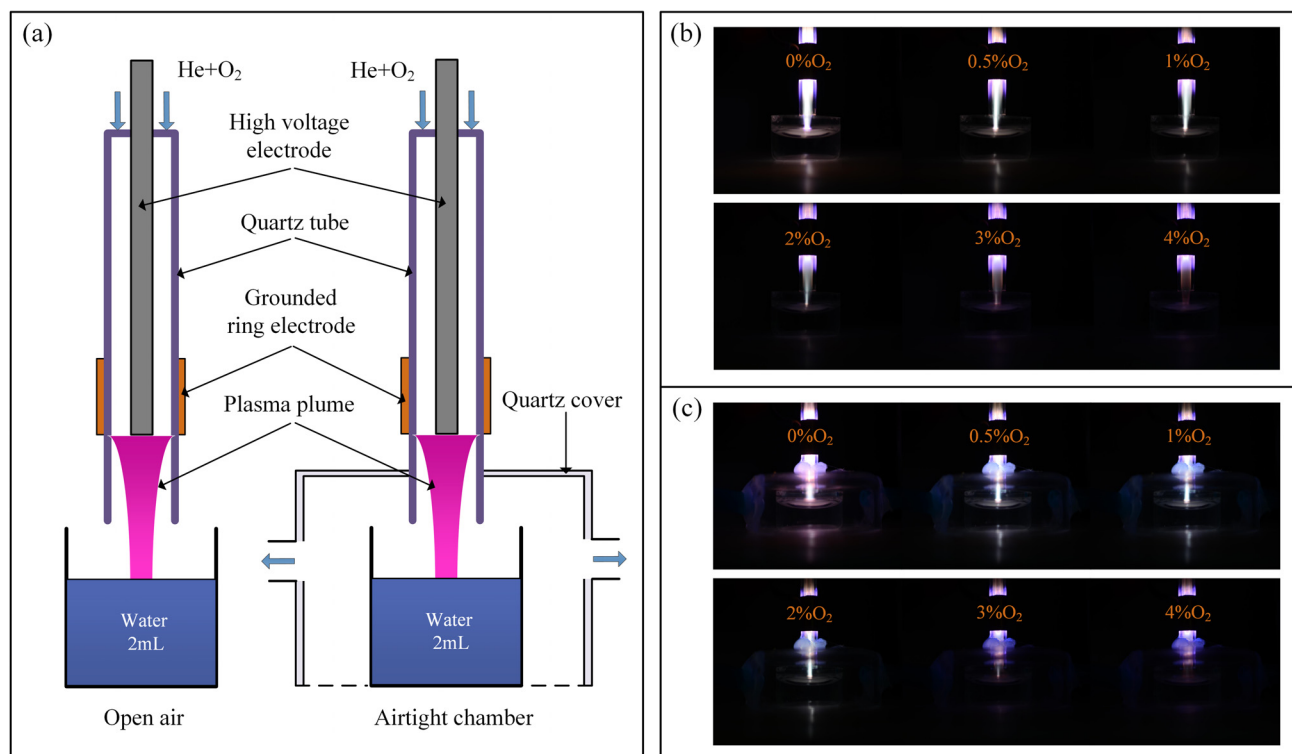 (a)
He+O₂
He+O₂
High voltage
electrode
Quartz tube
Grounded
ring electrode
Plasma plume
Quartz cover
Water
2mL
Water
2mL
Open air
Airtight chamber
(b)
0%O₂
0.5%O₂
1%O₂
2%O₂
3%O₂
4%O₂
(c)
0%O₂
0.5%O₂
1%O₂
2%O₂
3%O₂
4%O₂